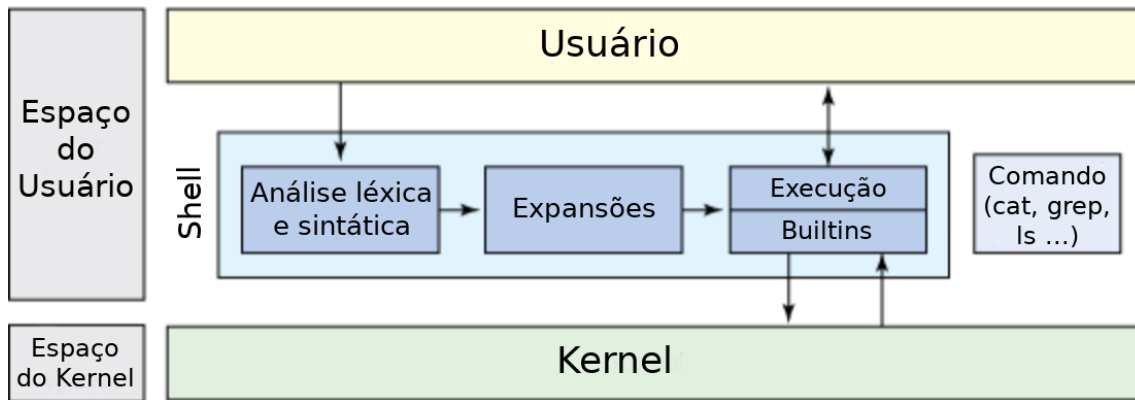 Espaço
do
Usuário
Usuário
Shell
Análise léxica
e sintática
Expansões
Execução
Builtins
Comando
(cat, grep,
ls ...)
Espaço
do Kernel
Kernel